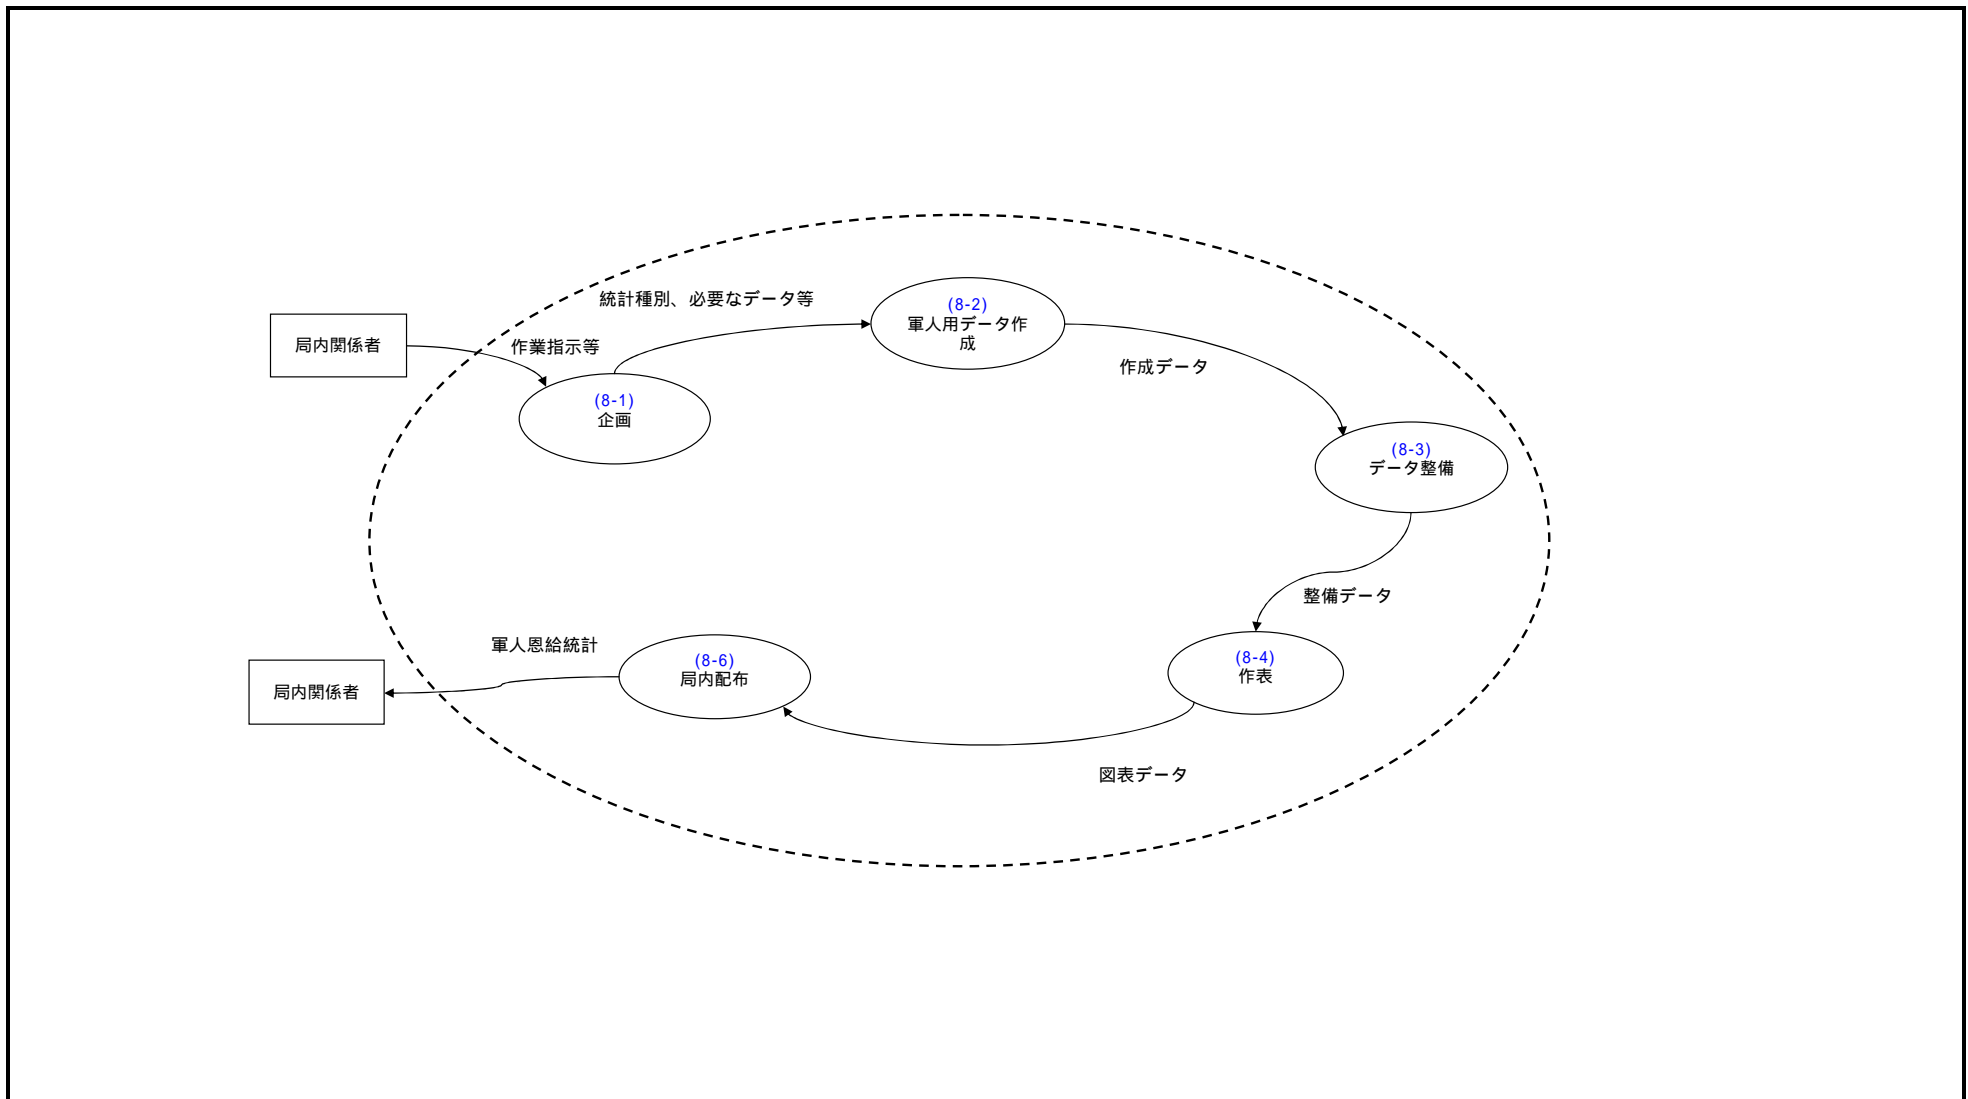 統計種別、必要なデータ等
(8-2)
軍人用データ作
成
局内関係者
作業指示等
作成データ
(8-1)
企画
(8-3)
データ整備
整備データ
軍人恩給統計
(8-6)
局内配布
(8-4)
作表
局内関係者
図表データ